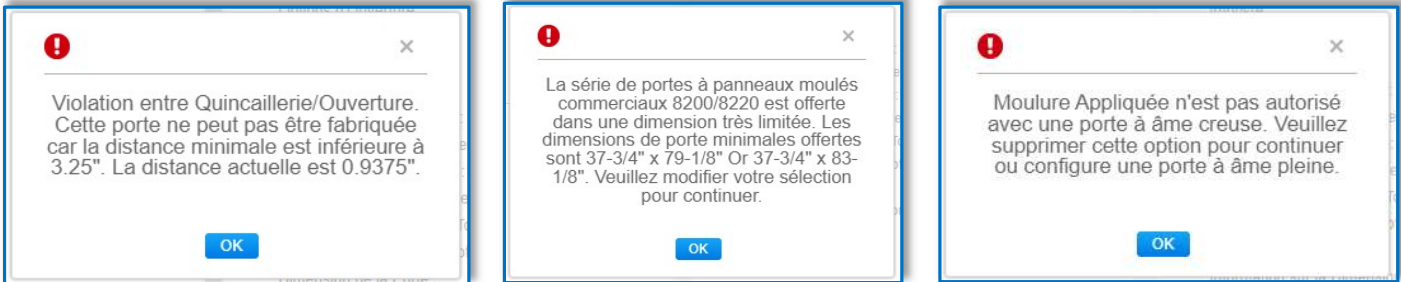 Violation entre Quincaillerie/Ouverture.
Cette porte ne peut pas être fabriquée
car la distance minimale est inférieure à
3.25". La distance actuelle est 0.9375".
OK
La série de portes à panneaux moulés
commerciaux 8200/8220 est offerte
dans une dimension très limitée. Les
dimensions de porte minimales offertes
sont 37-3/4" x 79-1/8" Or 37-3/4" x 83-
1/8". Veuillez modifier votre sélection
pour continuer.
OK
Moulure Appliquée n'est pas autorisé
avec une porte à âme creuse. Veuillez
supprimer cette option pour continuer
ou configure une porte à âme pleine.
OK